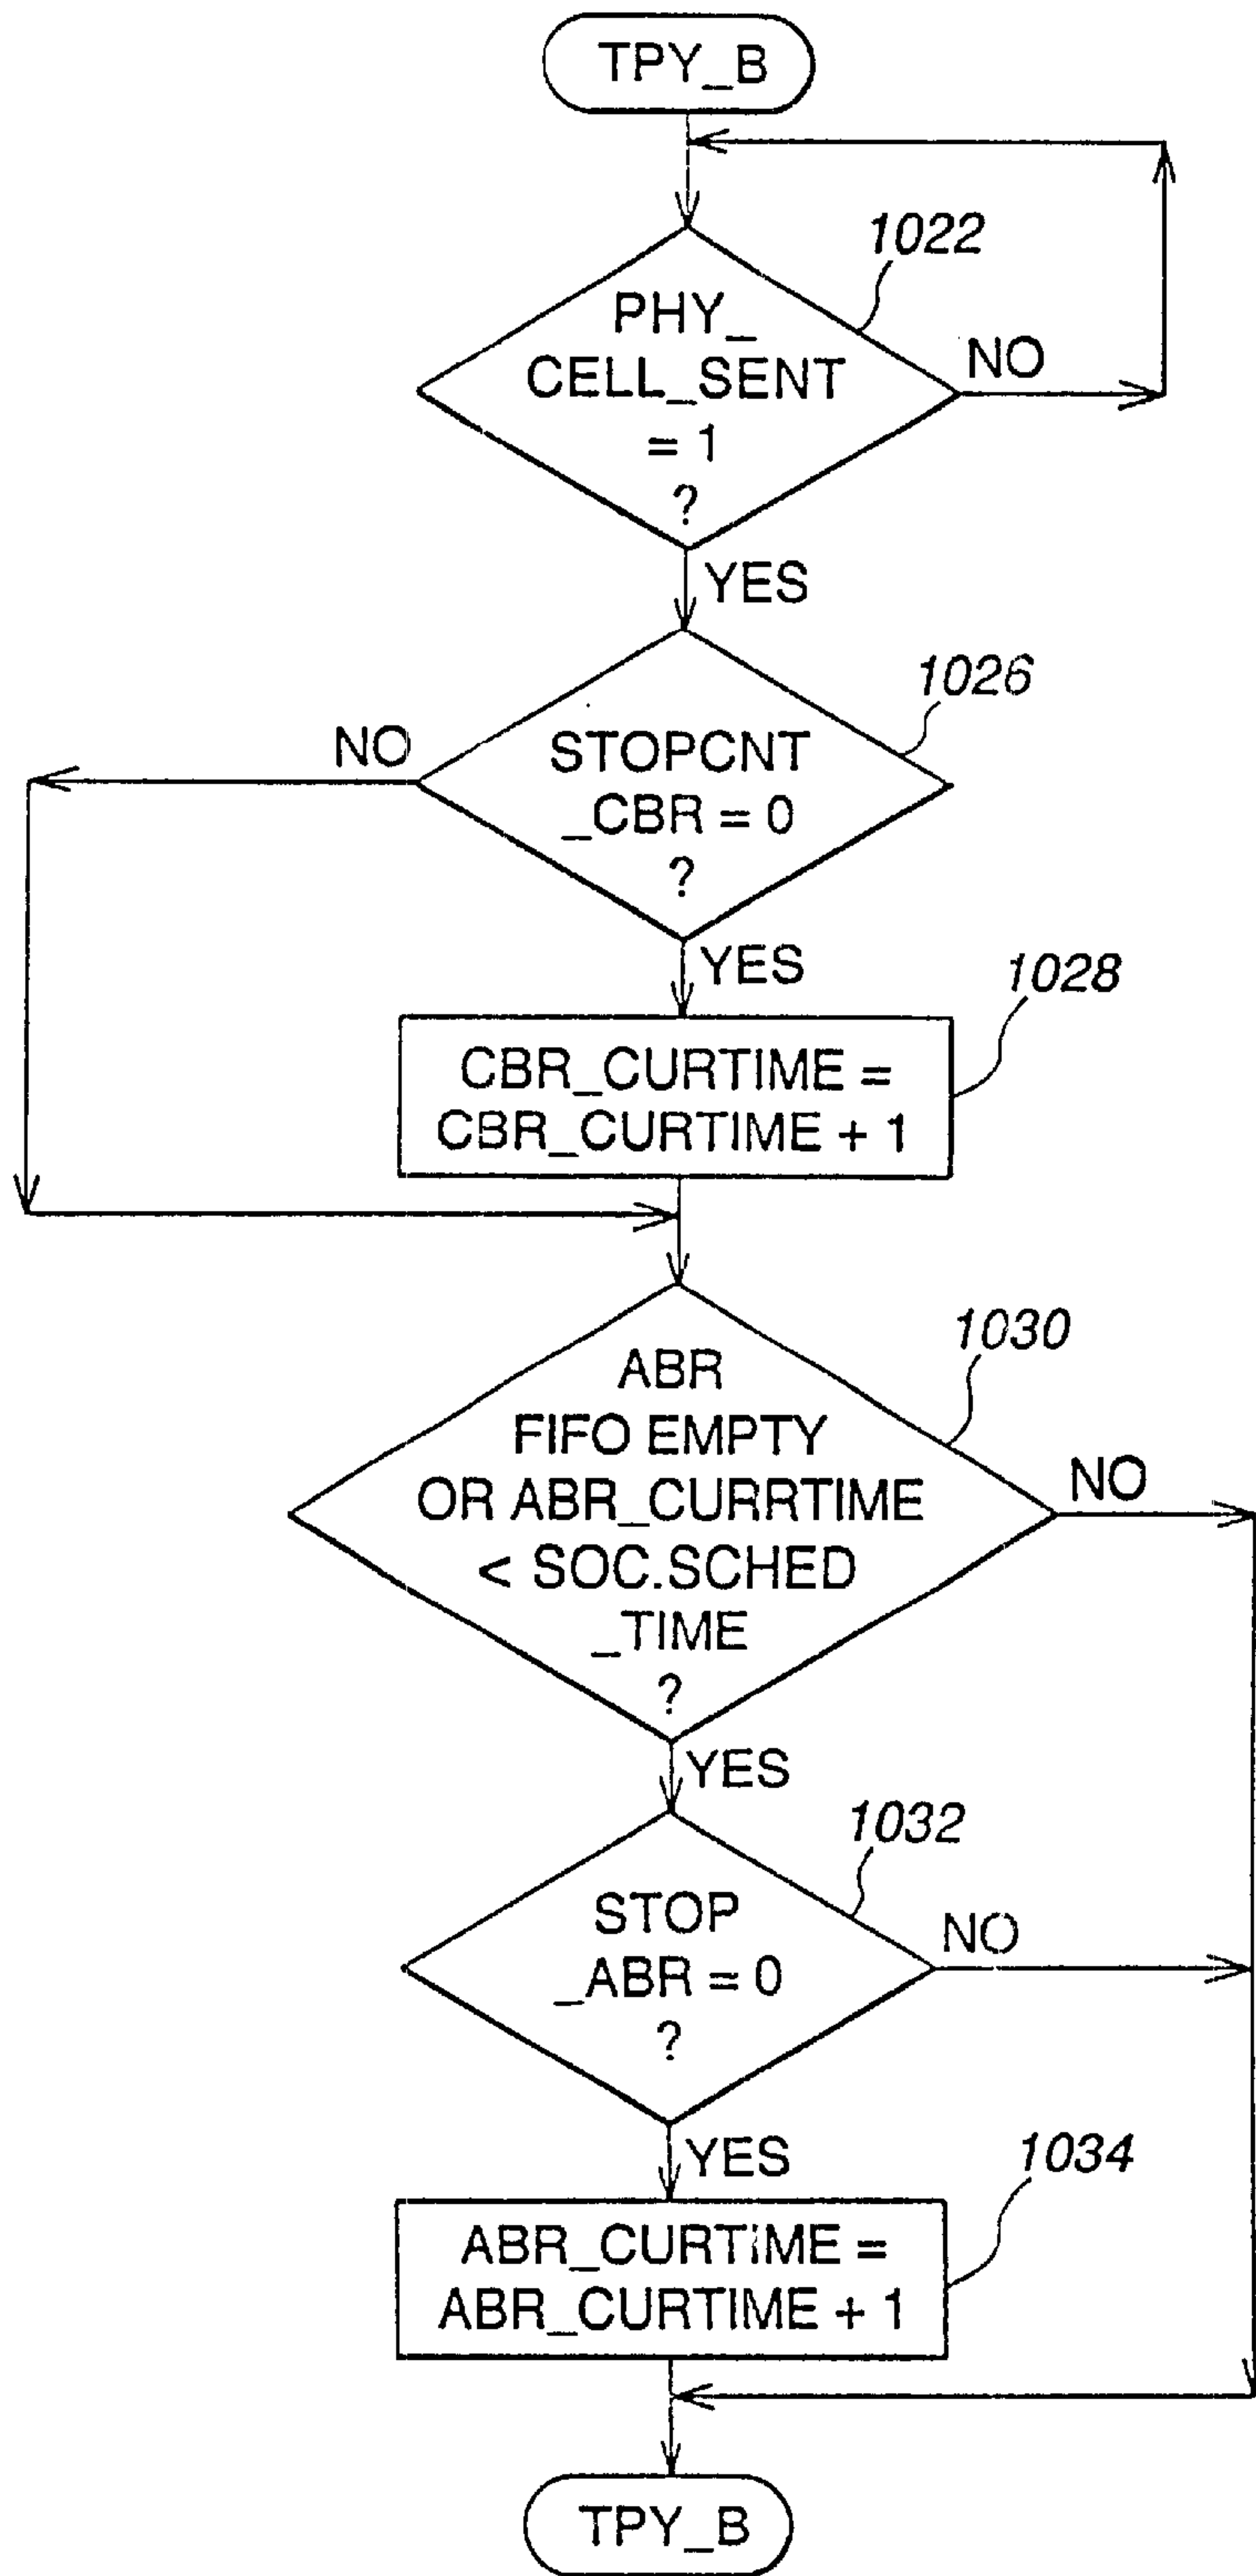 TPY_B
1022
PHY_
CELL_SENT
= 1
?
NO
YES
1026
NO
STOPCNT
_CBR = 0
?
YES
1028
CBR_CURTIME =
CBR_CURTIME + 1
1030
ABR
FIFO EMPTY
OR ABR_CURRTIME
< SOC.SCHED
_TIME
?
NO
YES
1032
STOP
_ABR = 0
?
NO
YES
1034
ABR_CURTIME =
ABR_CURTIME + 1
TPY_B